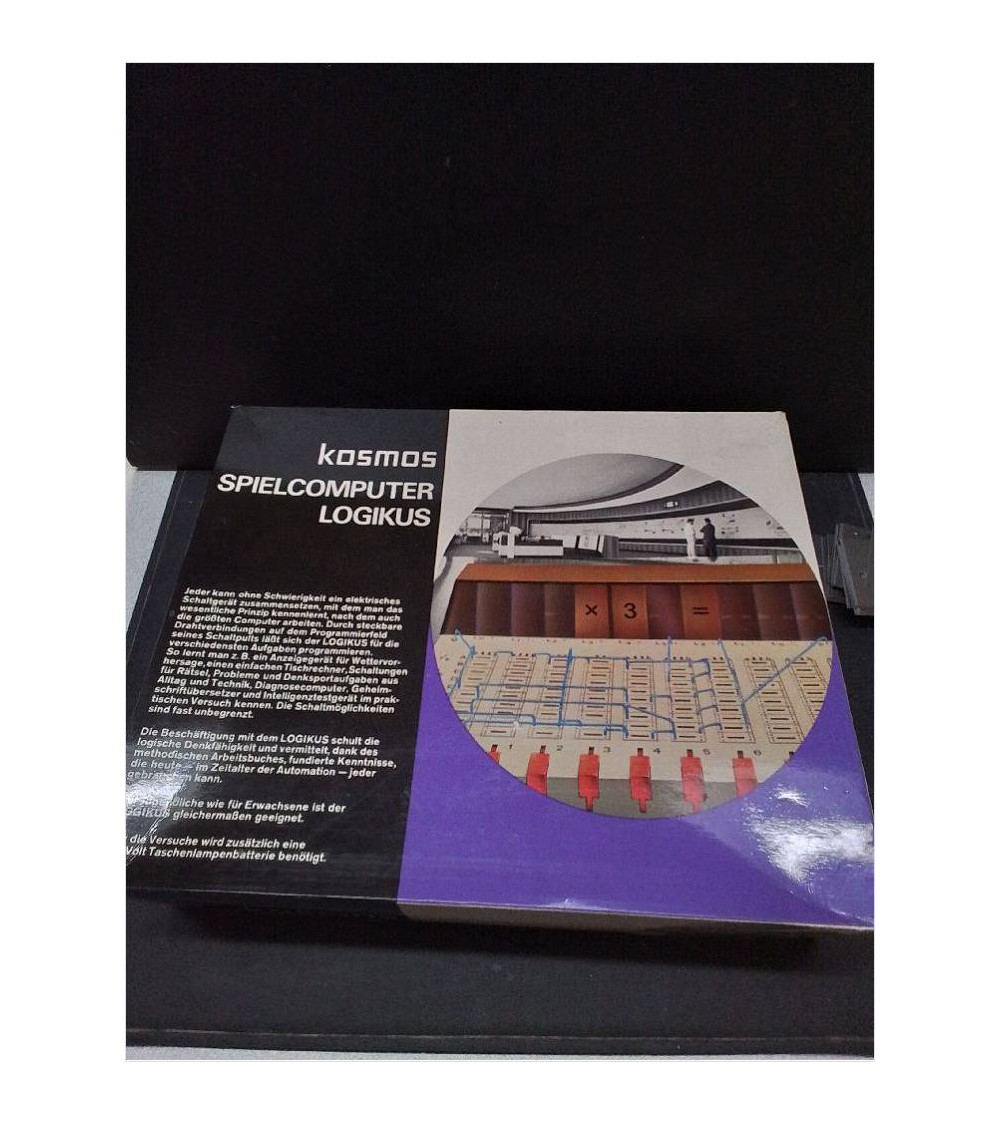 kosmos
SPIELCOMPUTER
LOGIKUS
Jeder kann ohne Schwierigkeit ein elektrisches
Schaltgerät zusammensetzen, mit dem man das
wesentliche Prinzip kennenlernt, nach dem auch
die größten Computer arbeiten. Durch steckbare
Drahtverbindungen auf dem Programmierfeld
seines Schaltpults läßt sich der LOGIKUS für die
verschiedensten Aufgaben programmieren.
So lernt man z. B. ein Anzeigegerät für Wettervor-
hersage, einen einfachen Tischrechner, Schaltungen
für Rätsel, Probleme und Denksportaufgaben aus
Alltag und Technik, Diagnosecomputer, Geheim-
schriftübersetzer und Intelligenztestgerät im prak-
tischen Versuch kennen. Die Schaltmöglichkeiten
sind fast unbegrenzt.
Die Beschäftigung mit dem LOGIKUS schult die
logische Denkfähigkeit und vermittelt, dank des
methodischen Arbeitsbuches, fundierte Kenntnisse,
die heute – im Zeitalter der Automation – jeder
gebrauchen kann.
wie für Erwachsene ist der
gleichermaßen geeignet.
die Versuche wird zusätzlich eine
Volt Taschenlampenbatterie benötigt.
× 3 =
1 2 3 4 5 6